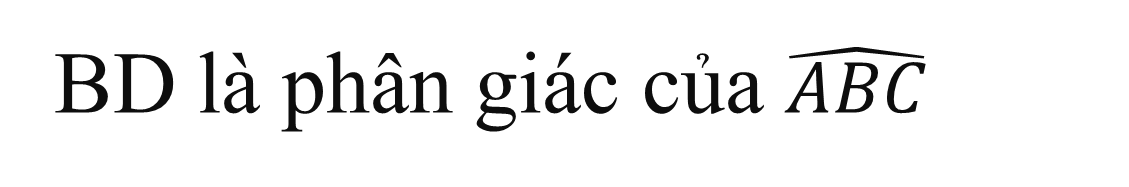 BD là phân giác của $\widehat{ABC}$